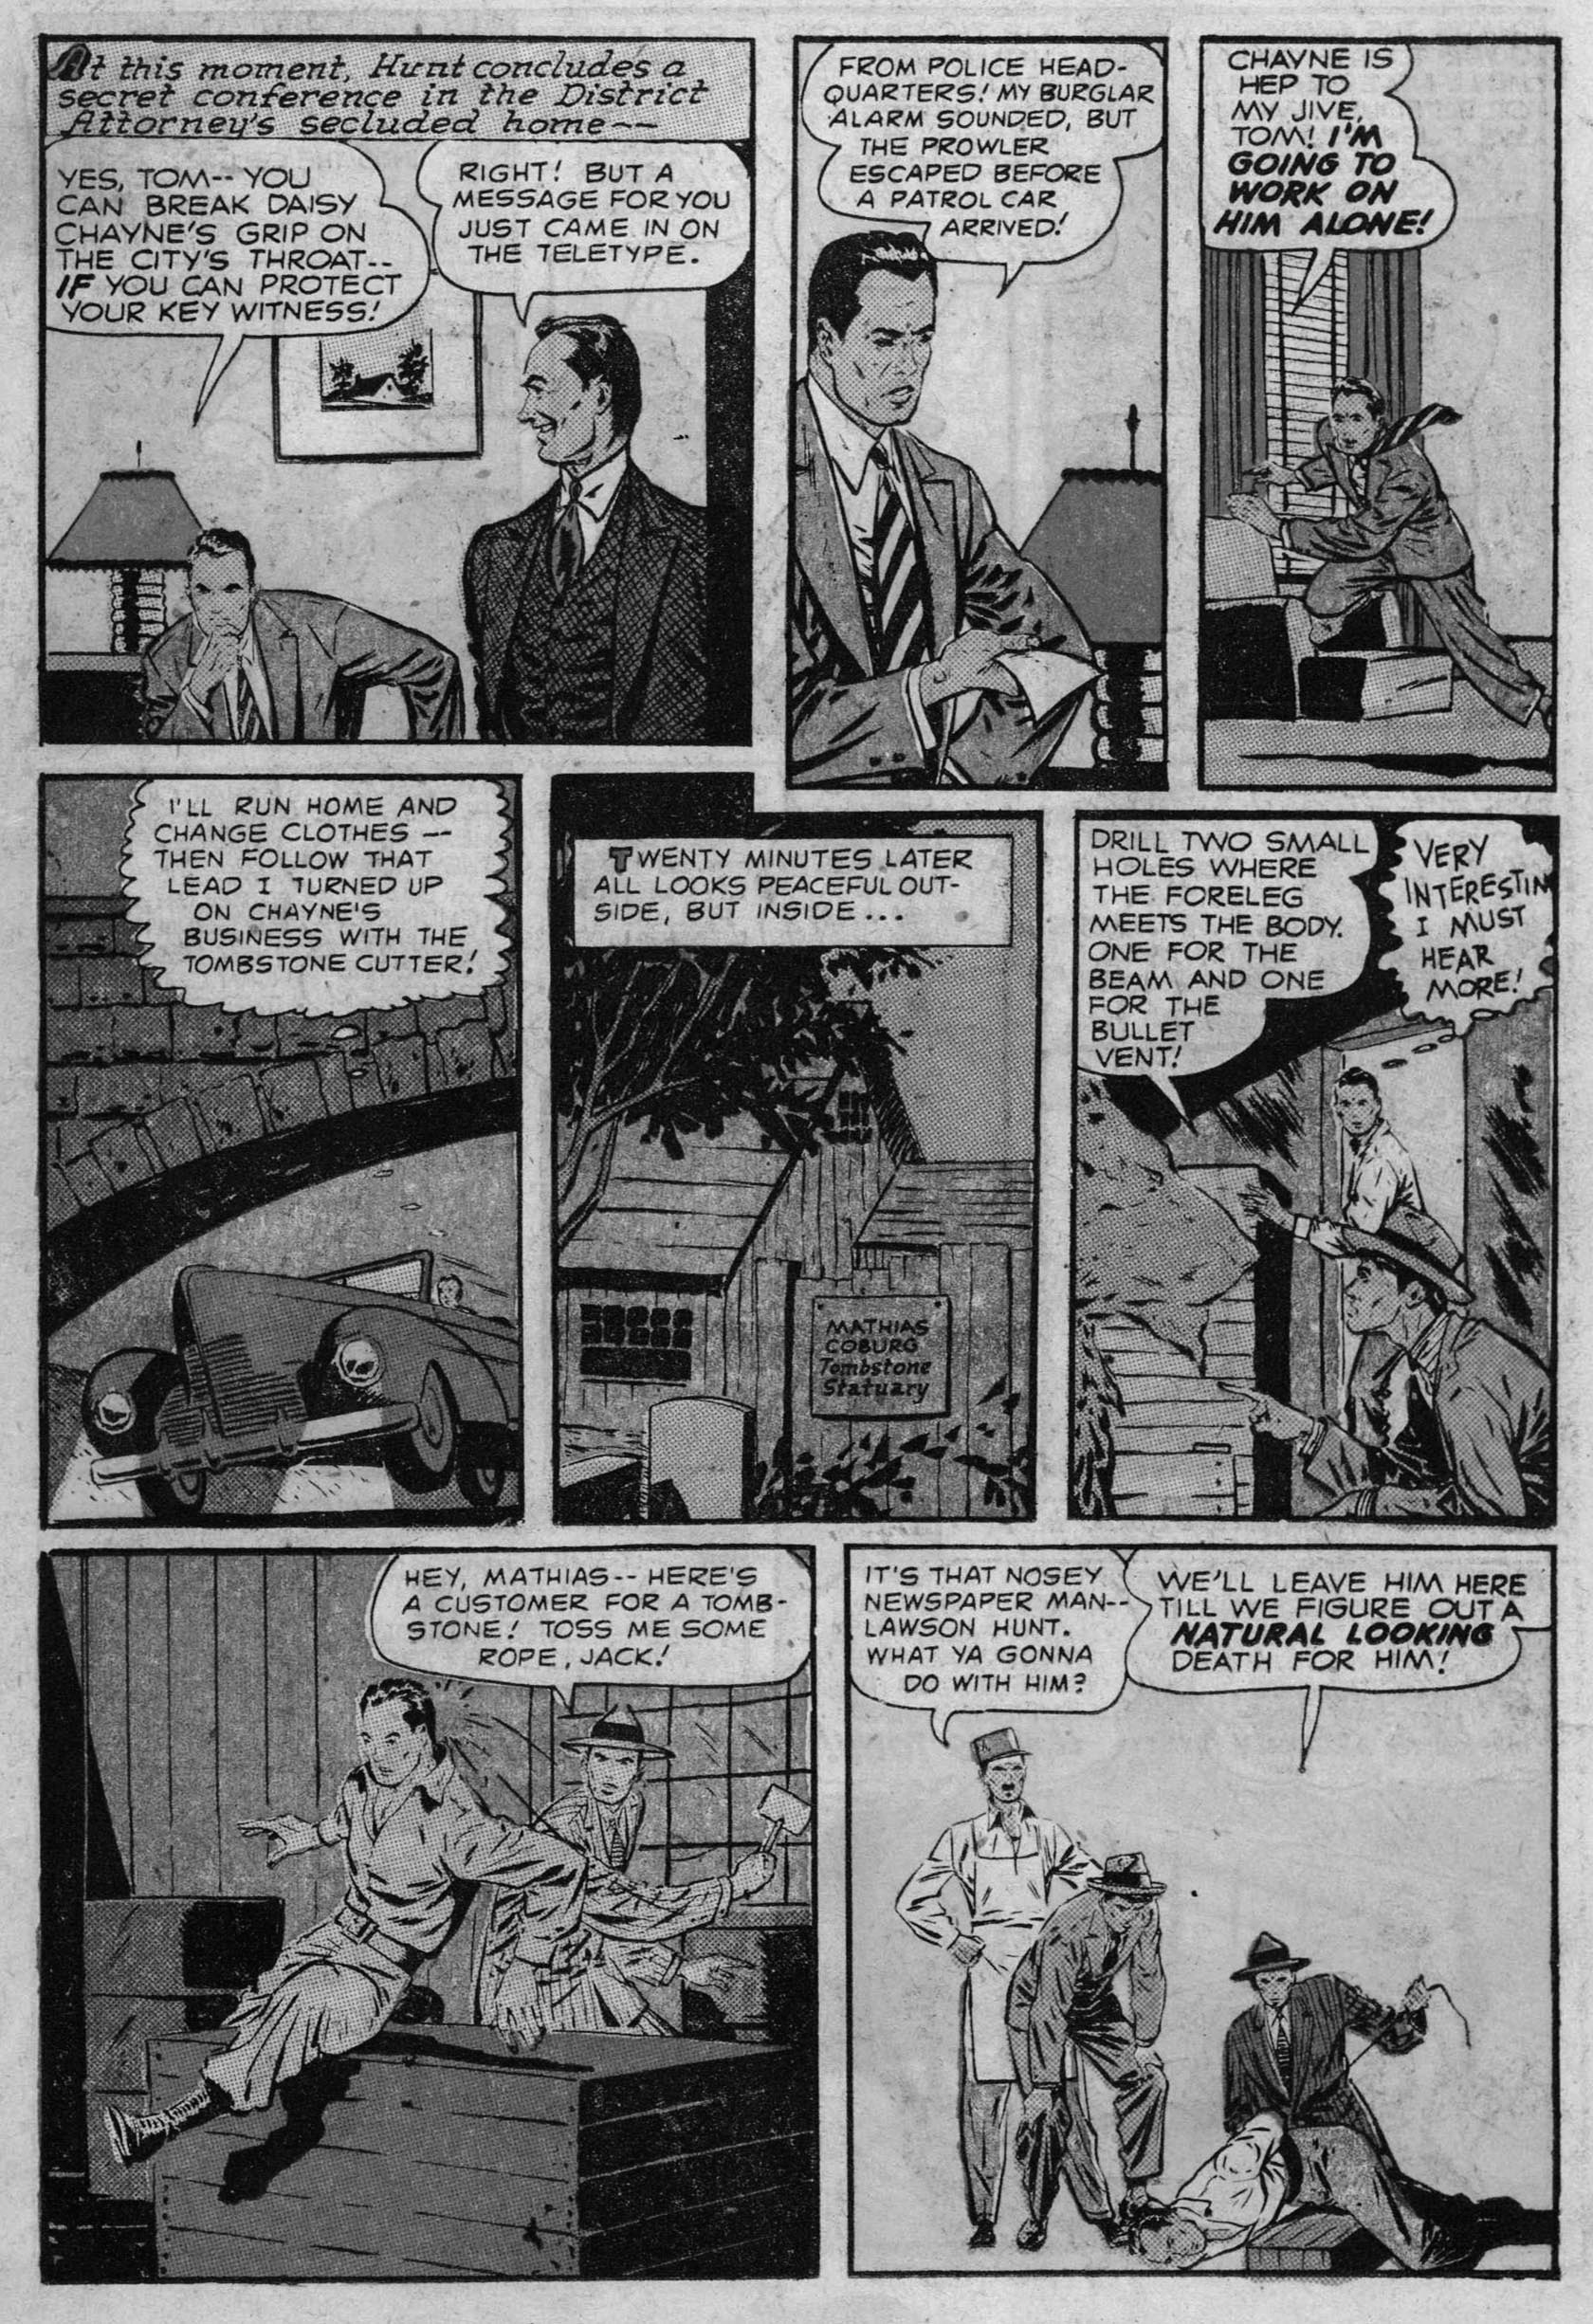 At this moment, Hunt concludes a
secret conference in the District
Attorney's secluded home--
YES, TOM-- YOU
CAN BREAK DAISY
CHAYNE'S GRIP ON
THE CITY'S THROAT--
IF YOU CAN PROTECT
YOUR KEY WITNESS!
RIGHT! BUT A
MESSAGE FOR YOU
JUST CAME IN ON
THE TELETYPE.
FROM POLICE HEAD-
QUARTERS! MY BURGLAR
ALARM SOUNDED, BUT
THE PROWLER
ESCAPED BEFORE
A PATROL CAR
ARRIVED!
CHAYNE IS
HEP TO
MY JIVE,
TOM! I'M
GOING TO
WORK ON
HIM ALONE!
I'LL RUN HOME AND
CHANGE CLOTHES --
THEN FOLLOW THAT
LEAD I TURNED UP
ON CHAYNE'S
BUSINESS WITH THE
TOMBSTONE CUTTER!
TWENTY MINUTES LATER
ALL LOOKS PEACEFUL OUT-
SIDE, BUT INSIDE...
MATHIAS
COBURG
Tombstone
Statuary
DRILL TWO SMALL
HOLES WHERE
THE FORELEG
MEETS THE BODY.
ONE FOR THE
BEAM AND ONE
FOR THE
BULLET
VENT!
VERY
INTERESTIN
I MUST
HEAR
MORE!
HEY, MATHIAS-- HERE'S
A CUSTOMER FOR A TOMB-
STONE! TOSS ME SOME
ROPE, JACK!
IT'S THAT NOSEY
NEWSPAPER MAN--
LAWSON HUNT.
WHAT YA GONNA
DO WITH HIM?
WE'LL LEAVE HIM HERE
TILL WE FIGURE OUT A
NATURAL LOOKING
DEATH FOR HIM!